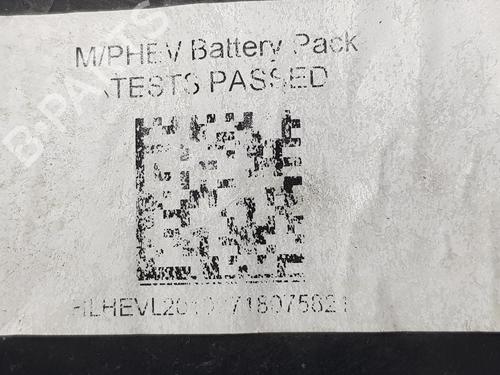 M/PHEV Battery Pack
TESTS PASSED
B-PARTS